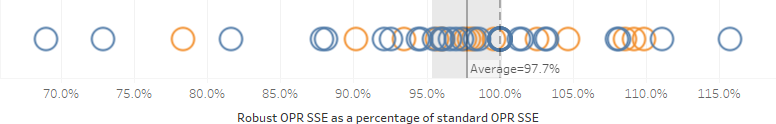 Average=97.7%
70.0% 75.0% 80.0% 85.0% 90.0% 95.0% 100.0% 105.0% 110.0% 115.0%
Robust OPR SSE as a percentage of standard OPR SSE